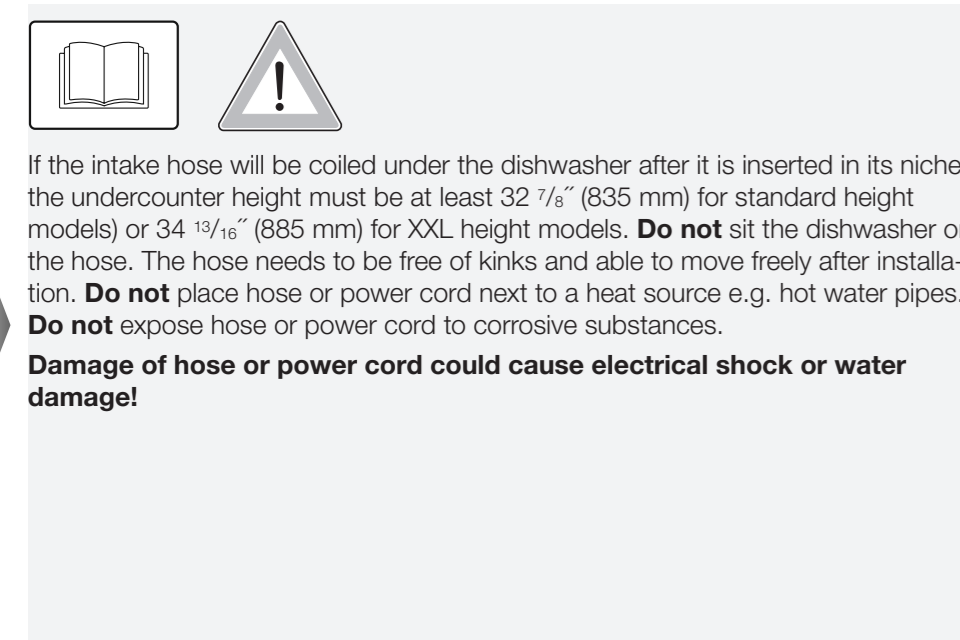 If the intake hose will be coiled under the dishwasher after it is inserted in its niche
the undercounter height must be at least 32 7/8˝ (835 mm) for standard height
models) or 34 13/16˝ (885 mm) for XXL height models. Do not sit the dishwasher o
the hose. The hose needs to be free of kinks and able to move freely after installa-
tion. Do not place hose or power cord next to a heat source e.g. hot water pipes.
Do not expose hose or power cord to corrosive substances.
Damage of hose or power cord could cause electrical shock or water
damage!